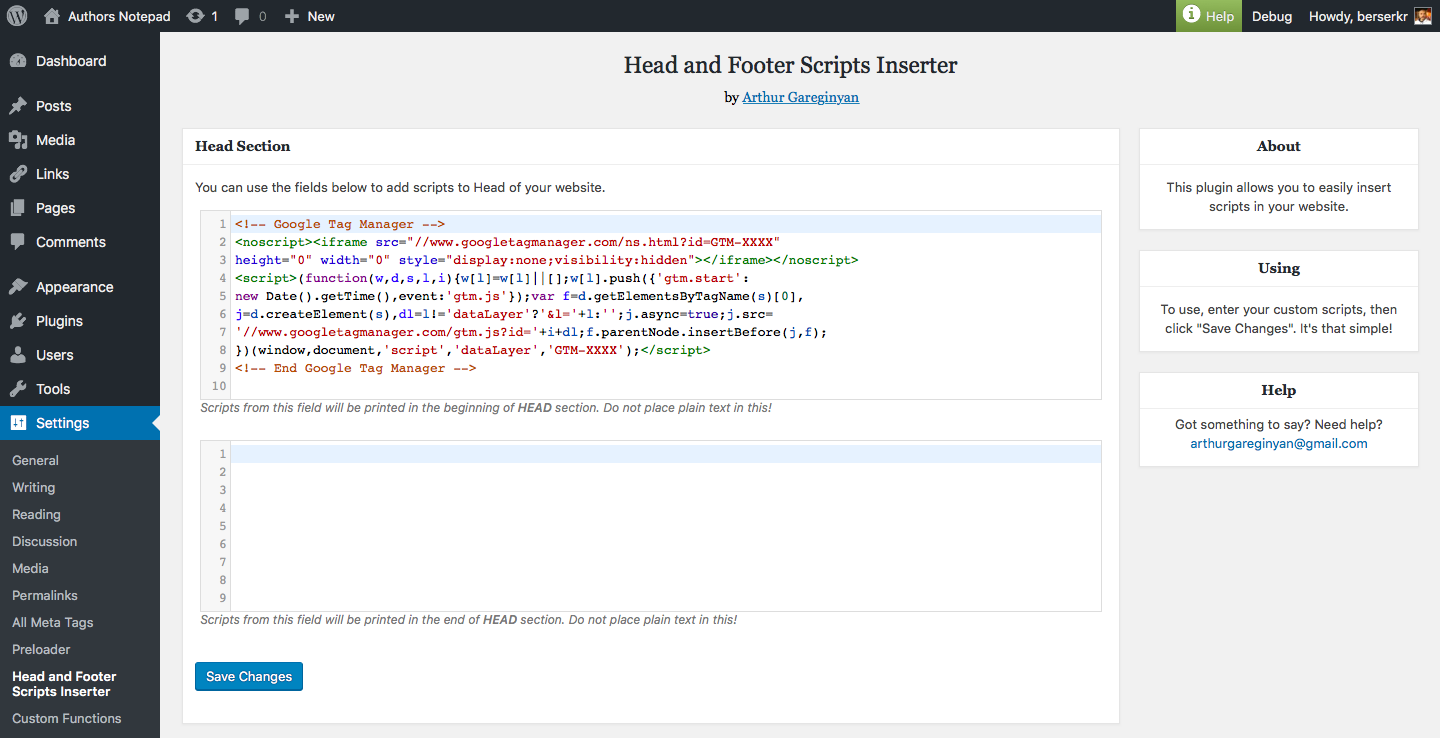 Authors Notepad 1 0 New Help Debug Howdy, berserkr
Dashboard
Posts
Media
Links
Pages
Comments
Appearance
Plugins
Users
Tools
Settings
General
Writing
Reading
Discussion
Media
Permalinks
All Meta Tags
Preloader
Head and Footer
Scripts Inserter
Custom Functions
Head and Footer Scripts Inserter
by Arthur Gareginyan
Head Section
You can use the fields below to add scripts to Head of your website.
1 <!-- Google Tag Manager -->
2 <noscript><iframe src="//www.googletagmanager.com/ns.html?id=GTM-XXXX"
3 height="0" width="0" style="display:none;visibility:hidden"></iframe></noscript>
4 <script>(function(w,d,s,l,i){w[l]=w[l]||[];w[l].push({'gtm.start':
5 new Date().getTime(),event:'gtm.js'});var f=d.getElementsByTagName(s)[0],
6 j=d.createElement(s),dl=l!='dataLayer'?'&l='+l:'';j.async=true;j.src=
7 '//www.googletagmanager.com/gtm.js?id='+i+dl;f.parentNode.insertBefore(j,f);
8 })(window,document,'script','dataLayer','GTM-XXXX');</script>
9 <!-- End Google Tag Manager -->
10
Scripts from this field will be printed in the beginning of HEAD section. Do not place plain text in this!
1
2
3
4
5
6
7
8
9
Scripts from this field will be printed in the end of HEAD section. Do not place plain text in this!
Save Changes
About
This plugin allows you to easily insert
scripts in your website.
Using
To use, enter your custom scripts, then
click "Save Changes". It's that simple!
Help
Got something to say? Need help?
arthurgareginyan@gmail.com